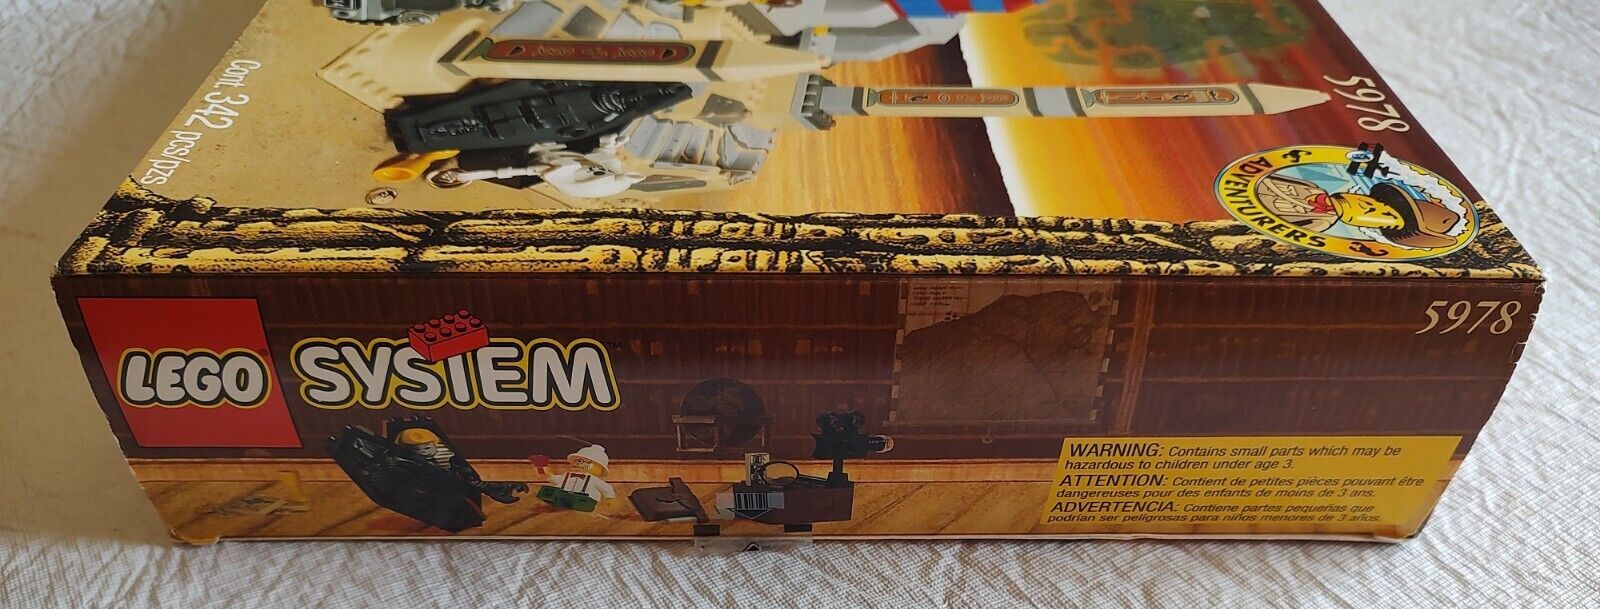 Cont. 342 pcs/pzs
5978
ADVENTURERS
LEGO®
SYSTEM™
5978
WARNING: Contains small parts which may be
hazardous to children under age 3.
ATTENTION: Contient de petites pièces pouvant être
dangereuses pour des enfants de moins de 3 ans.
ADVERTENCIA: Contiene partes pequeñas que
podrían ser peligrosas para niños menores de 3 años.